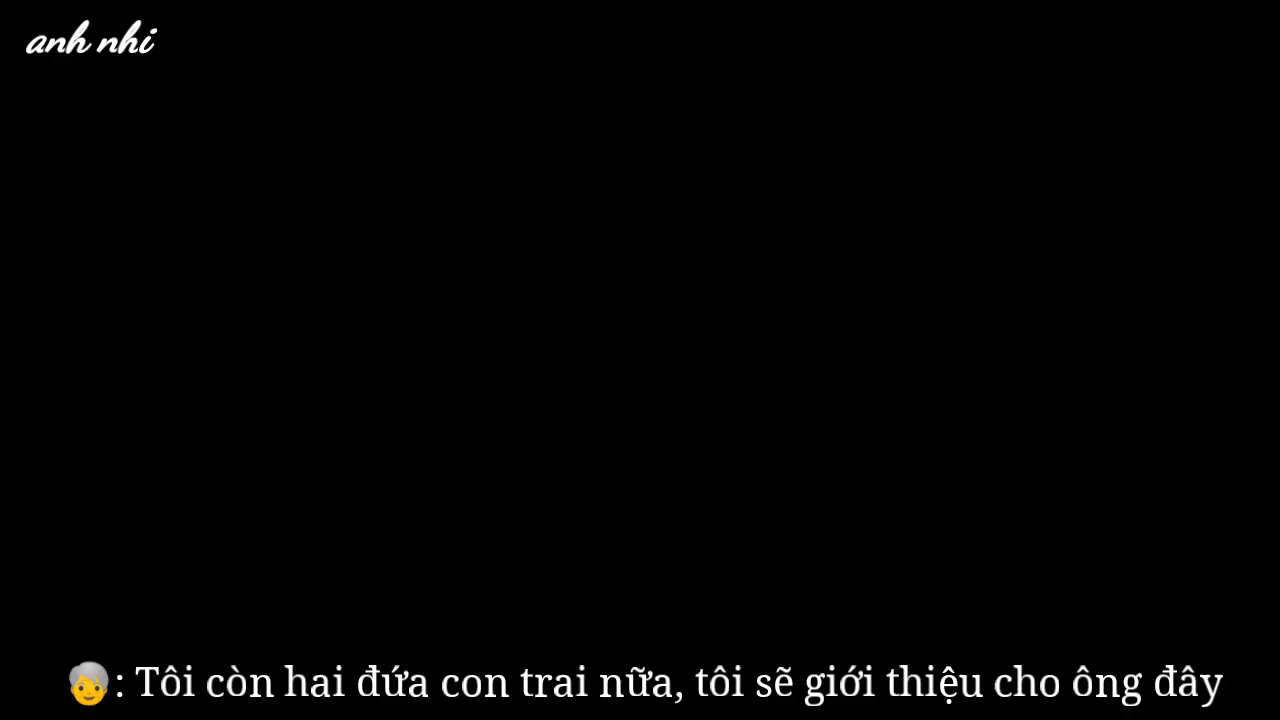 anh nhi
🧓: Tôi còn hai đứa con trai nữa, tôi sẽ giới thiệu cho ông đây